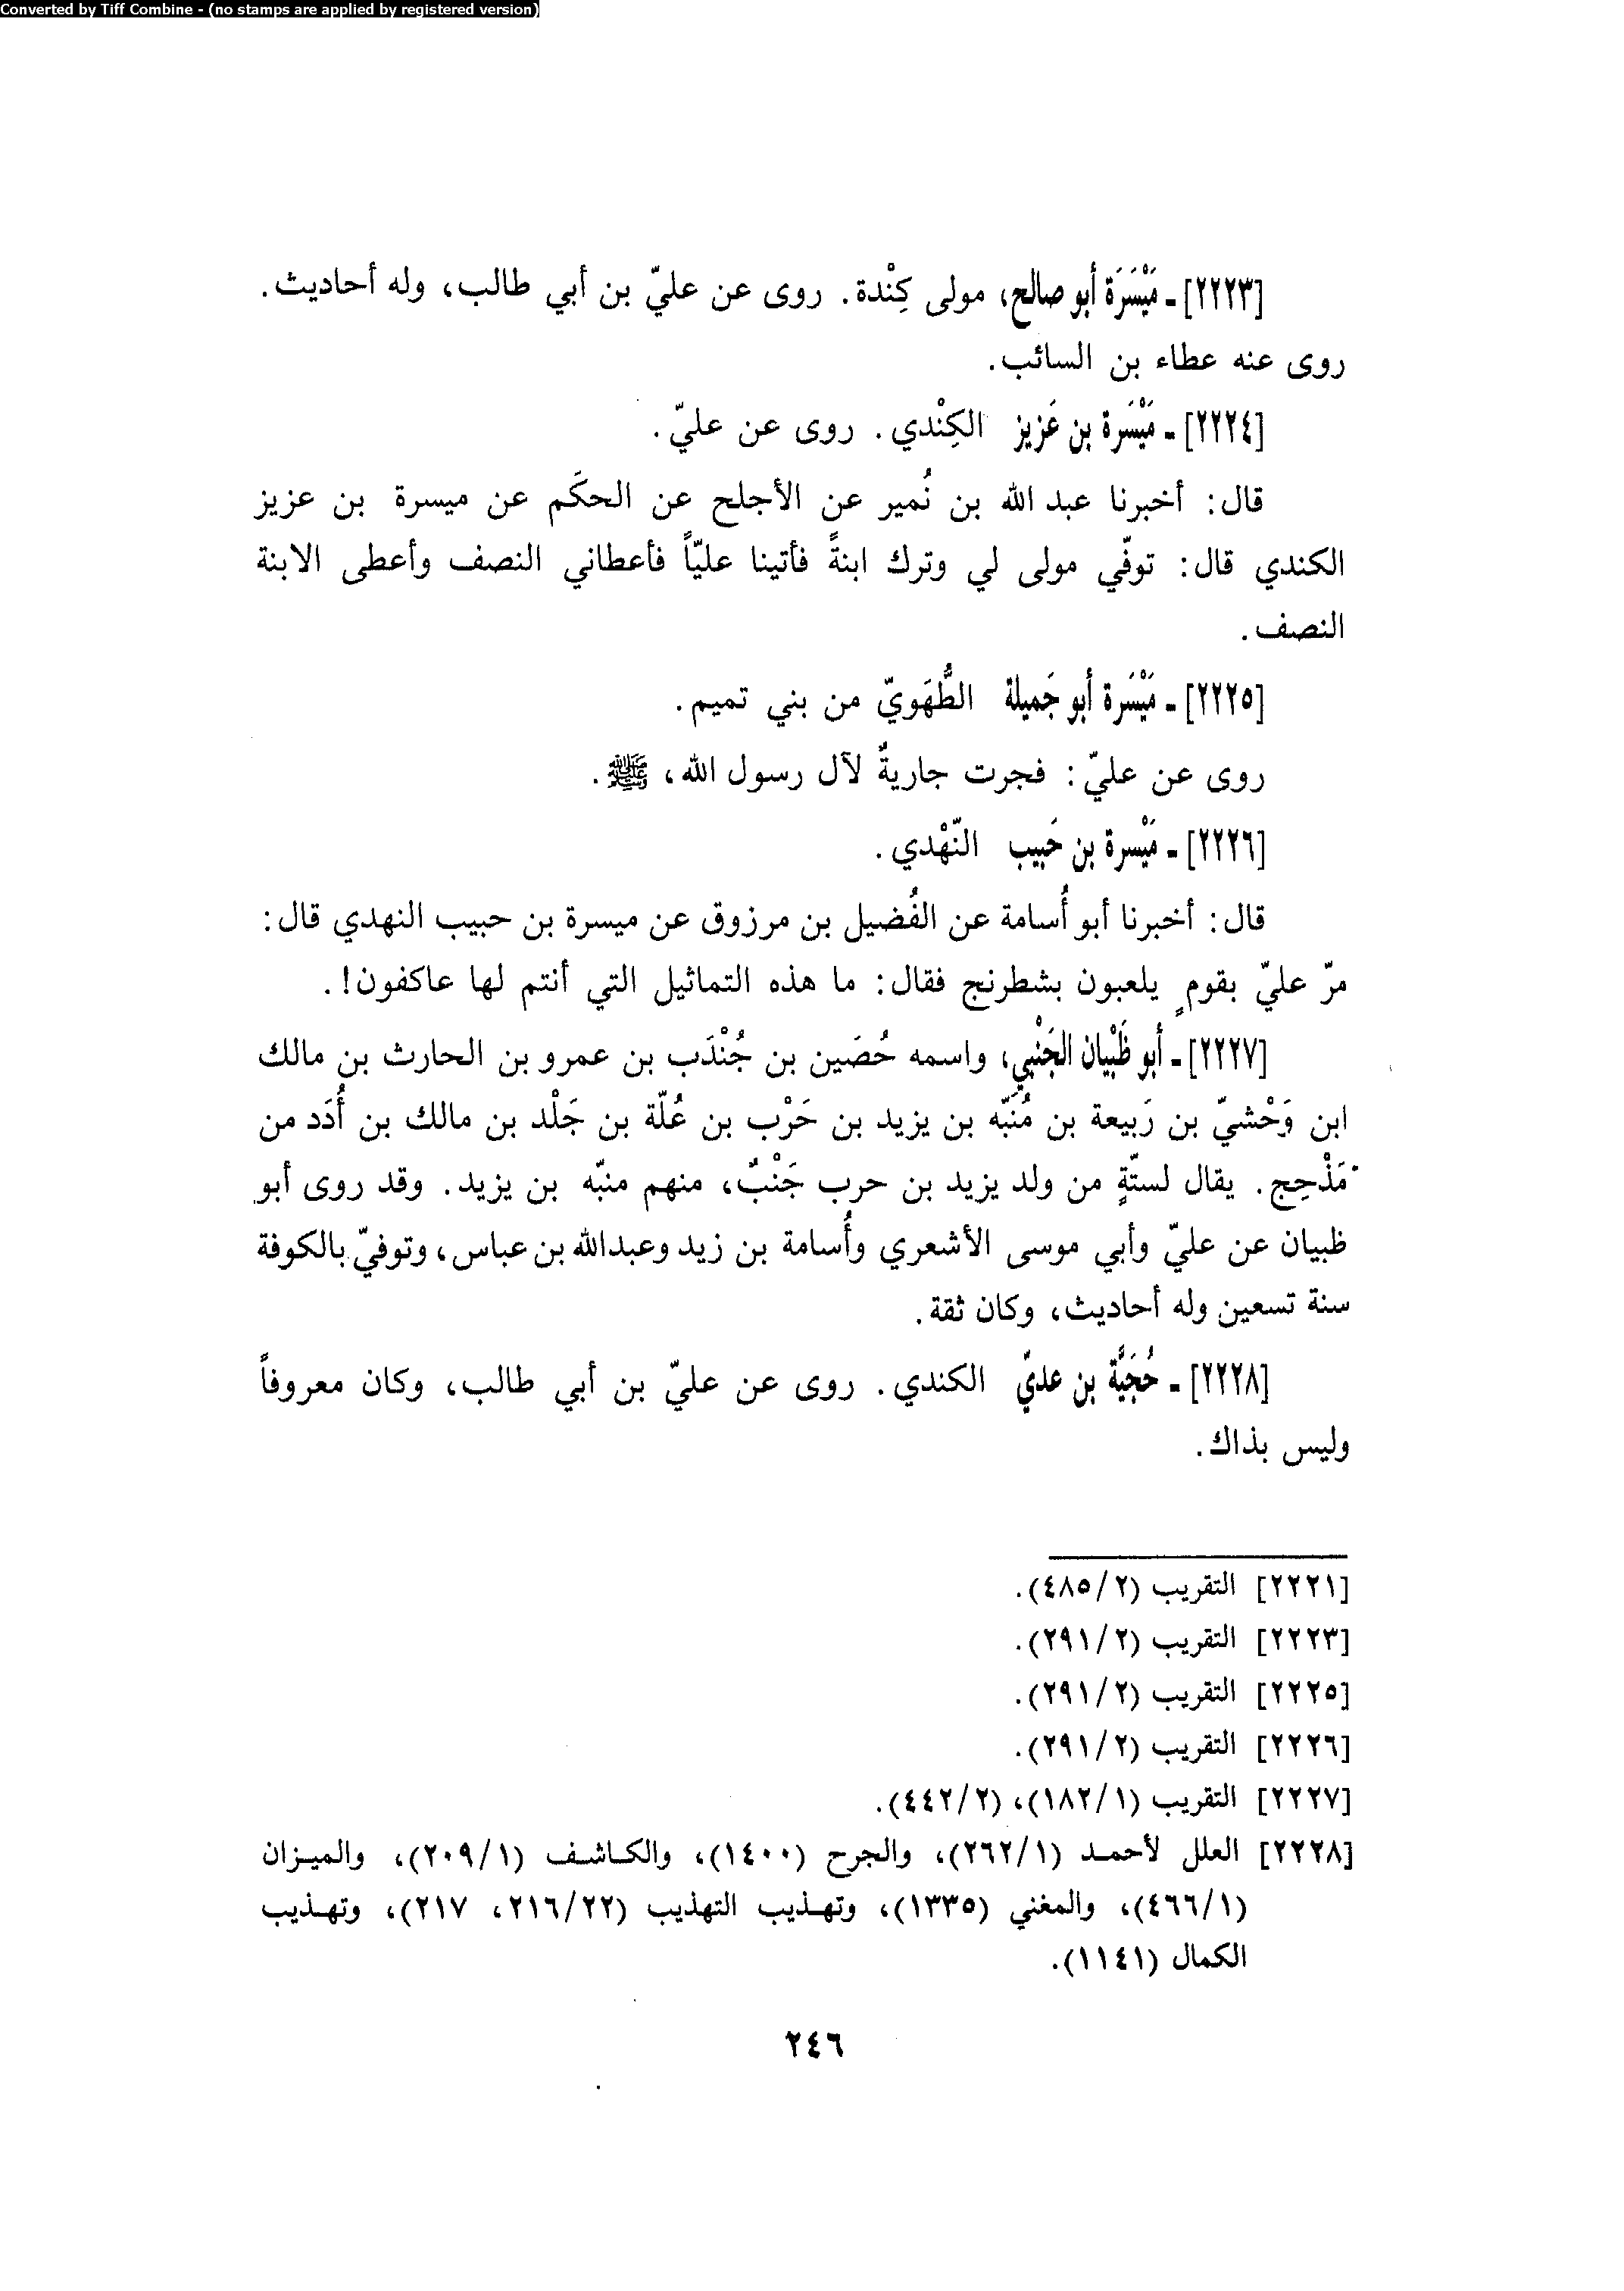 Converted by Tiff Combine - (no stamps are applied by registered version)
[٢٢٢٣] ـ مَيْسَرَة أبو صالح، مولى كِنْدة. روى عن عليّ بن أبي طالب، وله أحاديث.
روى عنه عطاء بن السائب.
[٢٢٢٤] ـ مَيْسَرة بن عَزيز الكِنْدي. روى عن عليّ.
قال: أخبرنا عبد الله بن نُمير عن الأجلح عن الحكَم عن ميسرة بن عزيز
الكندي قال: توفّي مولى لي وترك ابنةً فأتينا عليّاً فأعطاني النصف وأعطى الابنة
النصف.
[٢٢٢٥] ـ مَيْسَرة أبو جَميلة الطُّهَويّ من بني تميم.
روى عن عليّ: فجرت جاريةٌ لآل رسول الله، ﷺ.
[٢٢٢٦] ـ مَيْسرة بن حَبيب النّهْدي.
قال: أخبرنا أبو أُسامة عن الفُضيل بن مرزوق عن ميسرة بن حبيب النهدي قال:
مرّ عليّ بقومٍ يلعبون بشطرنج فقال: ما هذه التماثيل التي أنتم لها عاكفون!.
[٢٢٢٧] ـ أبو ظَبْيان الجَنْبي، واسمه حُصَين بن جُنْدَب بن عمرو بن الحارث بن مالك
ابن وَحْشيّ بن رَبيعة بن مُنَبّه بن يزيد بن حَرْب بن عُلّة بن جَلْد بن مالك بن أُدَد من
مَذْحِج. يقال لستّةٍ من ولد يزيد بن حرب جَنْبٌ، منهم منبّه بن يزيد. وقد روى أبو
ظبيان عن عليّ وأبي موسى الأشعري وأُسامة بن زيد وعبدالله بن عباس، وتوفيّ بالكوفة
سنة تسعين وله أحاديث، وكان ثقة.
[٢٢٢٨] ـ حُجَيَّة بن عديّ الكندي. روى عن عليّ بن أبي طالب، وكان معروفاً
وليس بذاك.
[٢٢٢١] التقريب (٢/ ٤٨٥).
[٢٢٢٣] التقريب (٢/ ٢٩١).
[٢٢٢٥] التقريب (٢/ ٢٩١).
[٢٢٢٦] التقريب (٢/ ٢٩١).
[٢٢٢٧] التقريب (١/ ١٨٢)، (٢/ ٤٤٢).
[٢٢٢٨] العلل لأحمد (١/ ٢٦٢)، والجرح (١٤٠٠)، والكاشف (١/ ٢٠٩)، والميزان
(١/ ٤٦٦)، والمغني (١٣٣٥)، وتهذيب التهذيب (٢٢/ ٢١٦، ٢١٧)، وتهذيب
الكمال (١١٤١).
٢٤٦